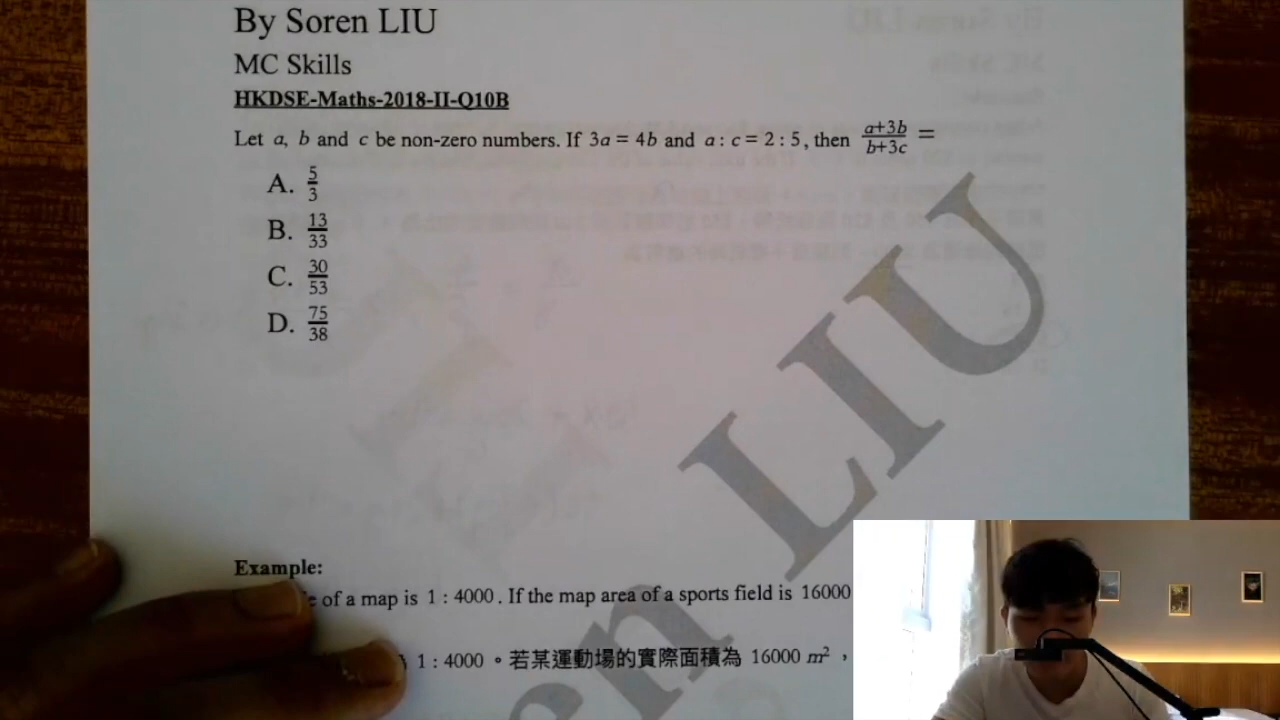 By Soren LIU
MC Skills
HKDSE-Maths-2018-II-Q10B
Let a, b and c be non-zero numbers. If 3a = 4b and a : c = 2 : 5, then (a+3b)/(b+3c) =
A. 5/3
B. 13/33
C. 30/53
D. 75/38
Example:
of a map is 1 : 4000. If the map area of a sports field is 16000
1 : 4000。若某運動場的實際面積為 16000 m²，
en LIU